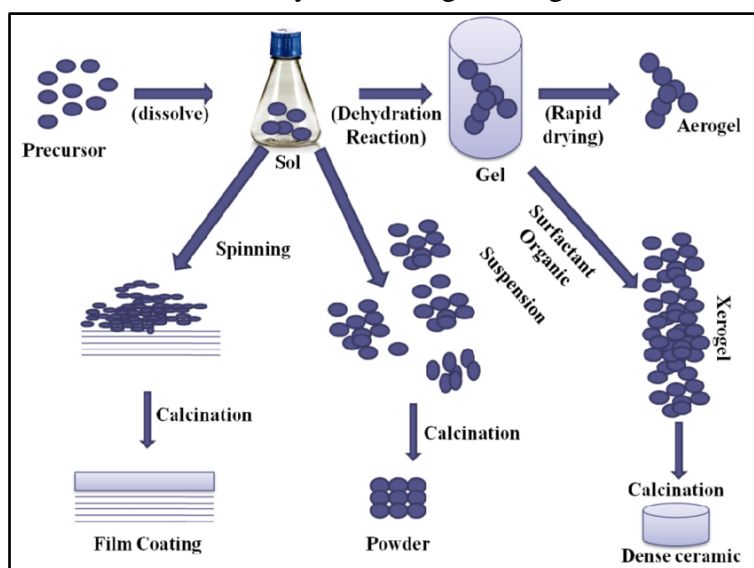 (dissolve)
Precursor
Sol
(Dehydration
Reaction)
Gel
(Rapid
drying)
Aerogel
Spinning
Suspension
Surfactant
Organic
Xerogel
Calcination
Calcination
Calcination
Film Coating
Powder
Dense ceramic